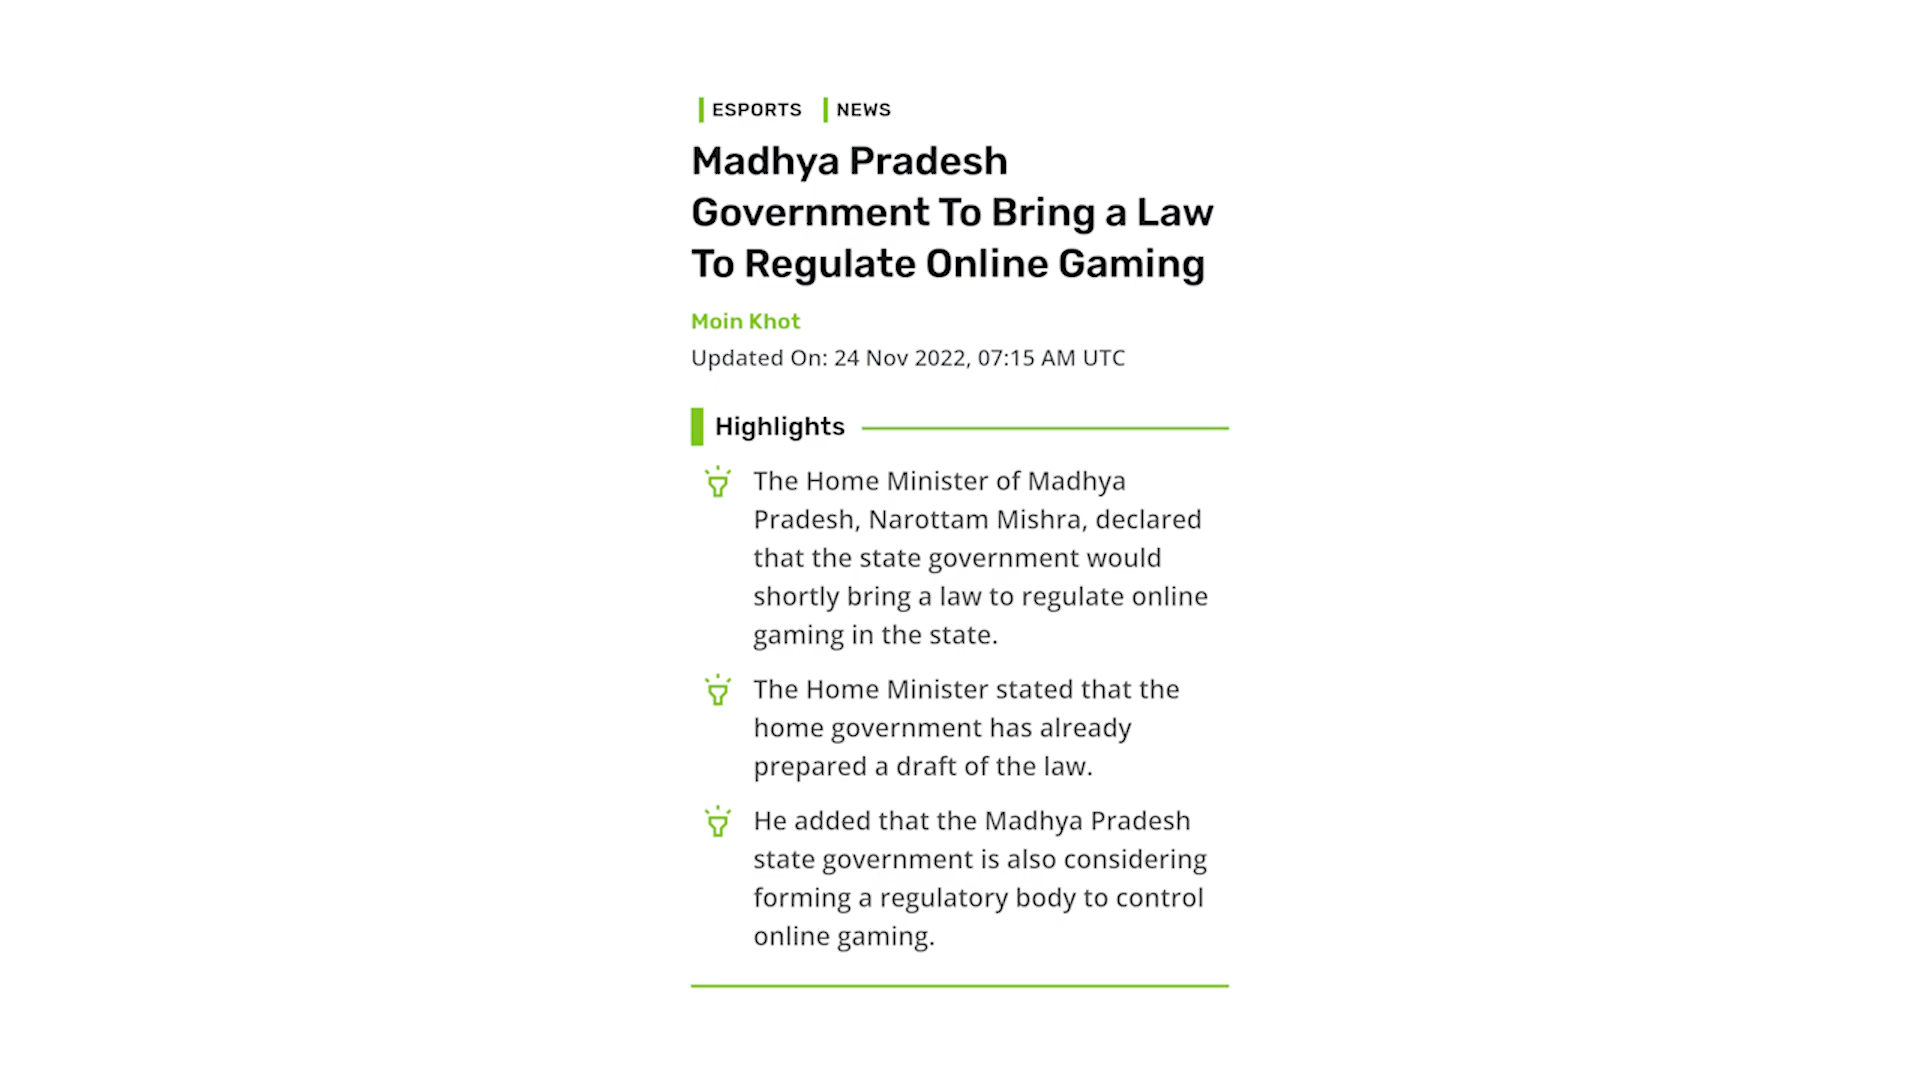 ESPORTS NEWS
Madhya Pradesh
Government To Bring a Law
To Regulate Online Gaming
Moin Khot
Updated On: 24 Nov 2022, 07:15 AM UTC
Highlights
The Home Minister of Madhya
Pradesh, Narottam Mishra, declared
that the state government would
shortly bring a law to regulate online
gaming in the state.
The Home Minister stated that the
home government has already
prepared a draft of the law.
He added that the Madhya Pradesh
state government is also considering
forming a regulatory body to control
online gaming.